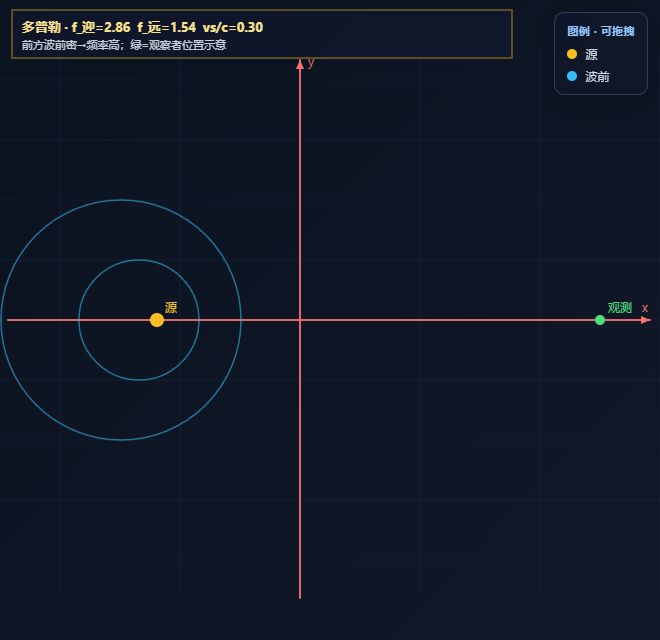 多普勒 · f_迎=2.86 f_远=1.54 vs/c=0.30
前方波前密→频率高；绿=观察者位置示意
图例 · 可拖拽
源
波前
y
源
观测
x